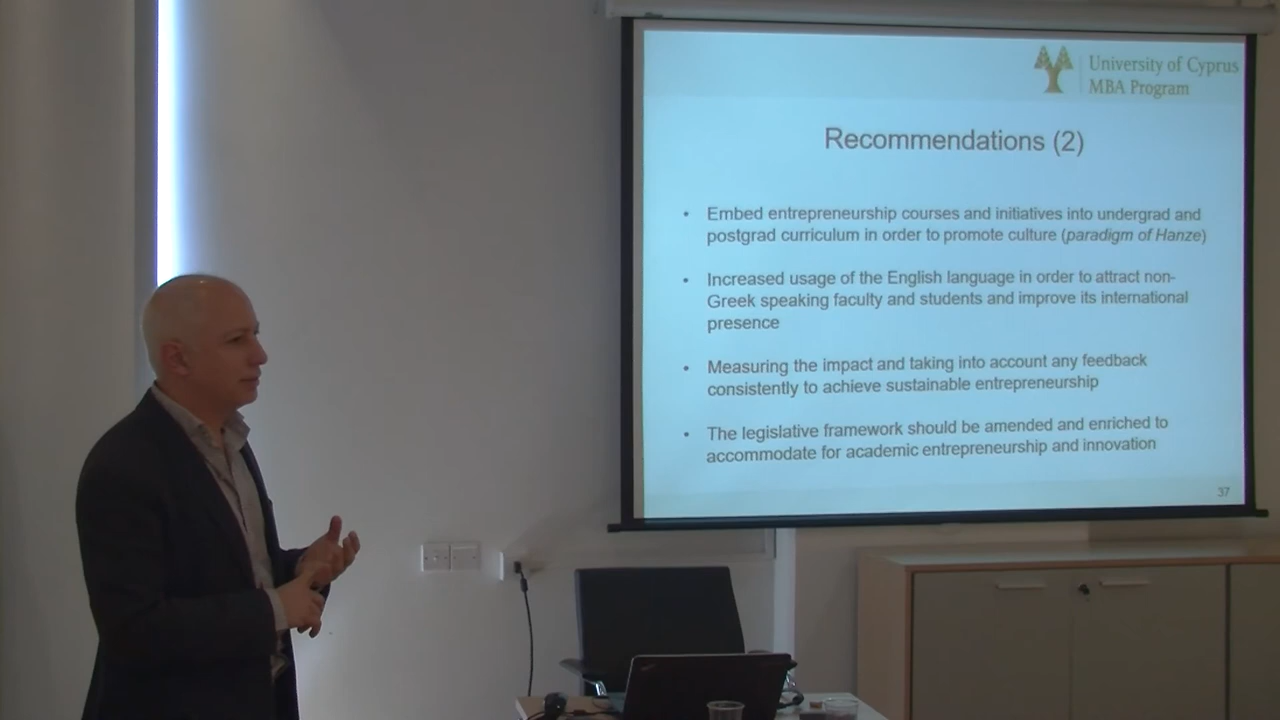 University of Cyprus
MBA Program
Recommendations (2)
• Embed entrepreneurship courses and initiatives into undergrad and
postgrad curriculum in order to promote culture (paradigm of Hanze)
• Increased usage of the English language in order to attract non-
Greek speaking faculty and students and improve its international
presence
• Measuring the impact and taking into account any feedback
consistently to achieve sustainable entrepreneurship
• The legislative framework should be amended and enriched to
accommodate for academic entrepreneurship and innovation
37